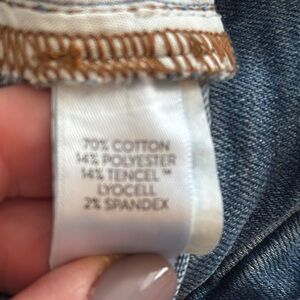 70% COTTON
14% POLYESTER
14% TENCEL™
LYOCELL
2% SPANDEX